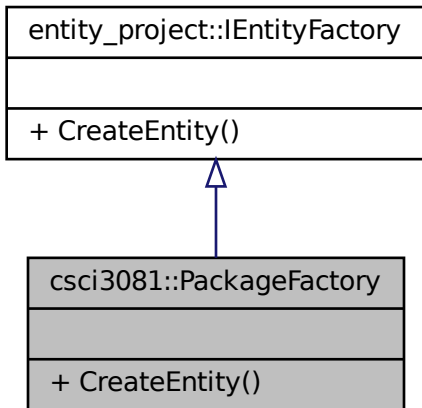 entity_project::IEntityFactory
+ CreateEntity()
csci3081::PackageFactory
+ CreateEntity()